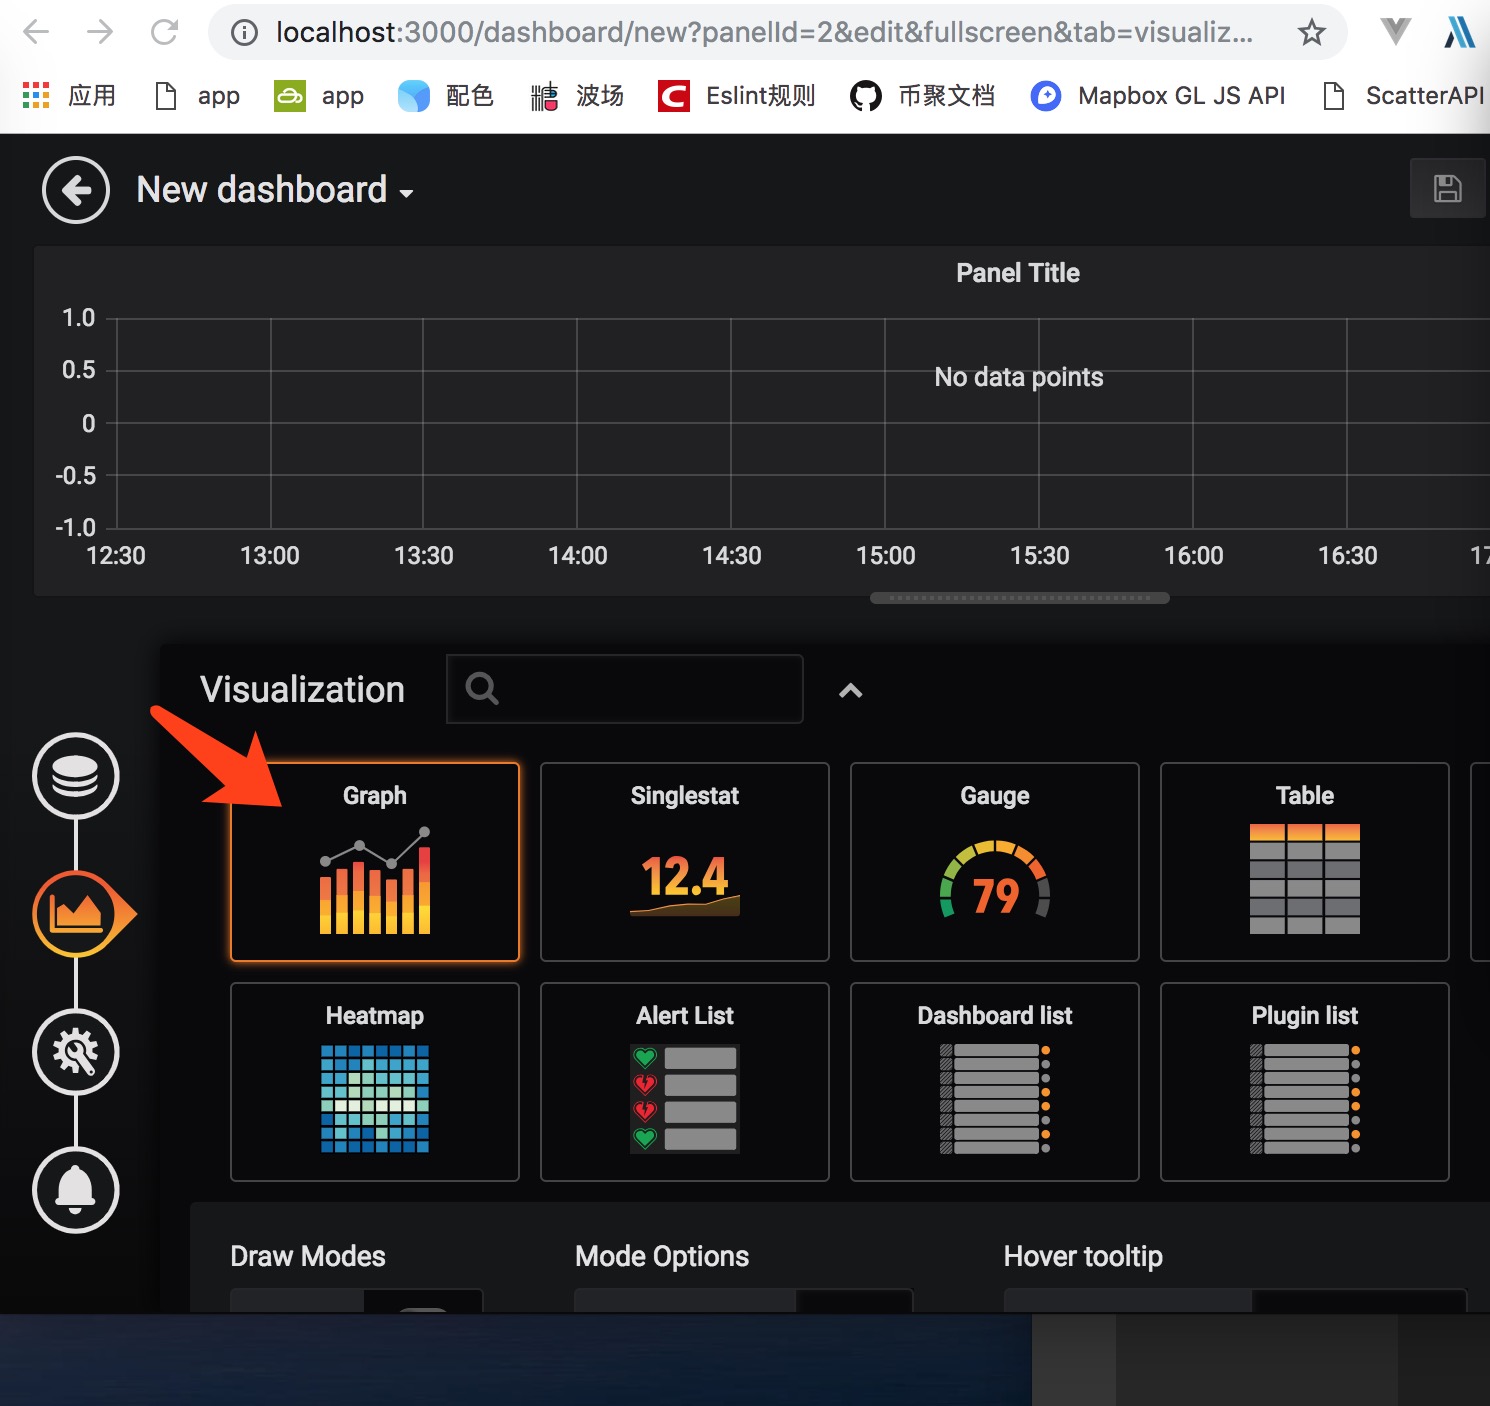 localhost:3000/dashboard/new?panelId=2&edit&fullscreen&tab=visualiz...
应用 app app 配色 波场 Eslint规则 币聚文档 Mapbox GL JS API ScatterAPI
New dashboard
Panel Title
1.0
0.5
No data points
0
-0.5
-1.0
12:30 13:00 13:30 14:00 14:30 15:00 15:30 16:00 16:30 17
Visualization
Graph Singlestat Gauge Table
12.4 79
Heatmap Alert List Dashboard list Plugin list
Draw Modes Mode Options Hover tooltip